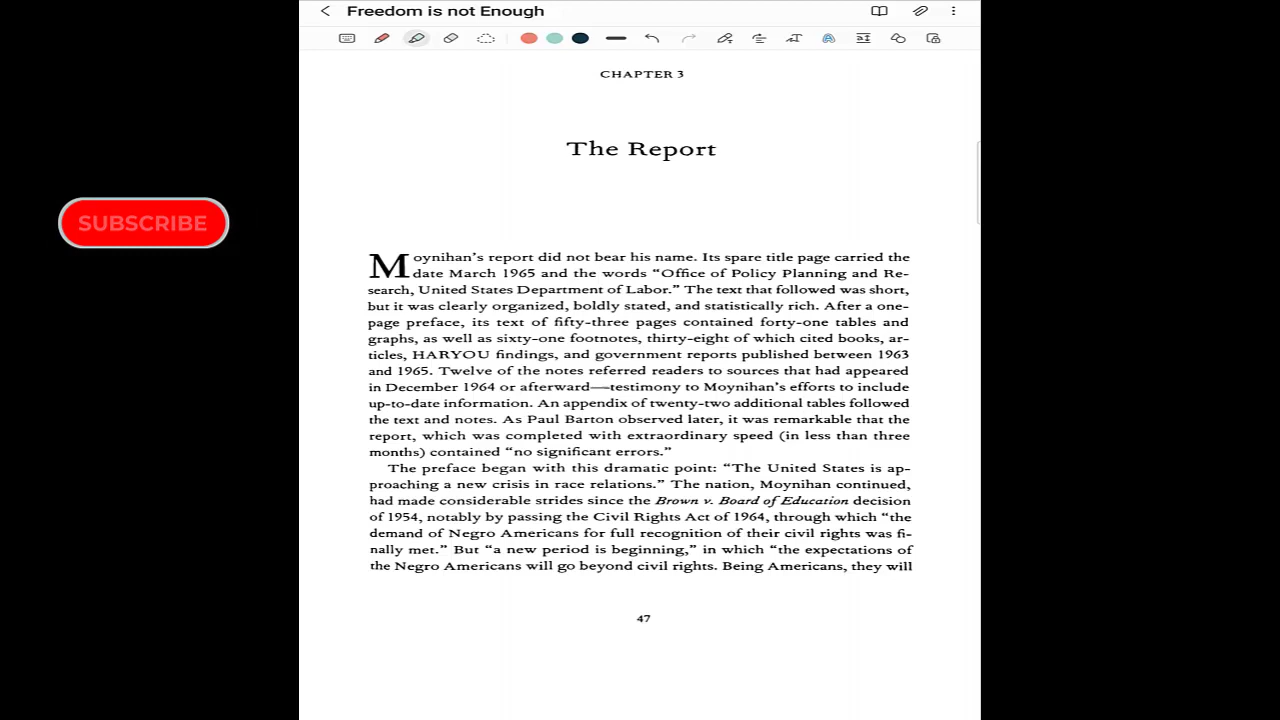 Freedom is not Enough
CHAPTER 3
The Report
SUBSCRIBE
Moynihan's report did not bear his name. Its spare title page carried the
date March 1965 and the words “Office of Policy Planning and Re-
search, United States Department of Labor.” The text that followed was short,
but it was clearly organized, boldly stated, and statistically rich. After a one-
page preface, its text of fifty-three pages contained forty-one tables and
graphs, as well as sixty-one footnotes, thirty-eight of which cited books, ar-
ticles, HARYOU findings, and government reports published between 1963
and 1965. Twelve of the notes referred readers to sources that had appeared
in December 1964 or afterward—testimony to Moynihan's efforts to include
up-to-date information. An appendix of twenty-two additional tables followed
the text and notes. As Paul Barton observed later, it was remarkable that the
report, which was completed with extraordinary speed (in less than three
months) contained “no significant errors.”
The preface began with this dramatic point: “The United States is ap-
proaching a new crisis in race relations.” The nation, Moynihan continued,
had made considerable strides since the Brown v. Board of Education decision
of 1954, notably by passing the Civil Rights Act of 1964, through which “the
demand of Negro Americans for full recognition of their civil rights was fi-
nally met.” But “a new period is beginning,” in which “the expectations of
the Negro Americans will go beyond civil rights. Being Americans, they will
47